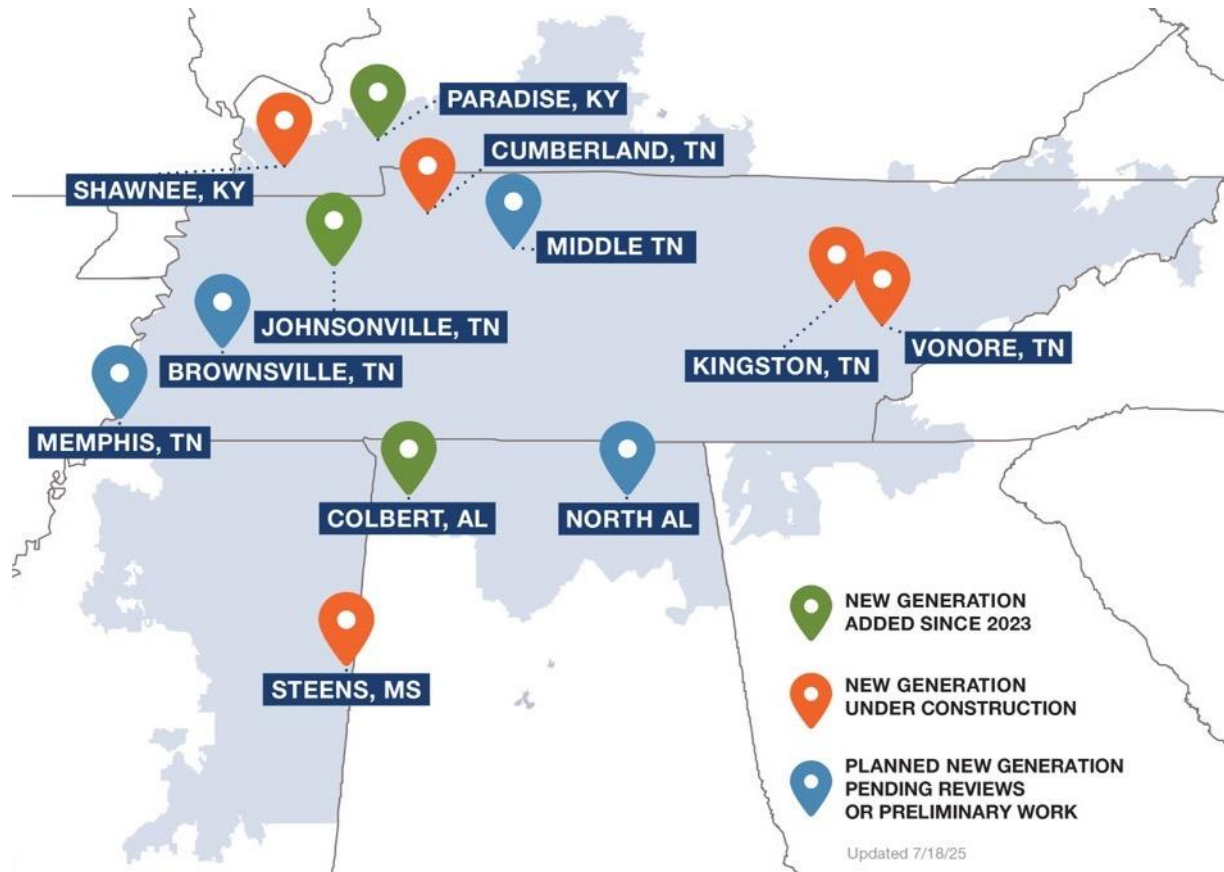 PARADISE, KY
CUMBERLAND, TN
SHAWNEE, KY
MIDDLE TN
JOHNSONVILLE, TN
BROWNSVILLE, TN
KINGSTON, TN
VONORE, TN
MEMPHIS, TN
COLBERT, AL
NORTH AL
STEENS, MS
NEW GENERATION
ADDED SINCE 2023
NEW GENERATION
UNDER CONSTRUCTION
PLANNED NEW GENERATION
PENDING REVIEWS
OR PRELIMINARY WORK
Updated 7/18/25